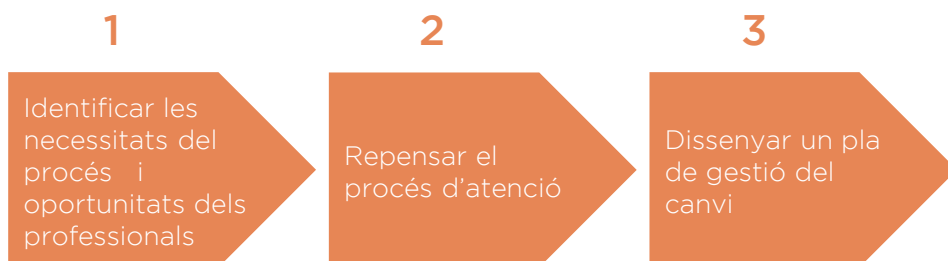 1
Identificar les
necessitats del
procés i
oportunitats dels
professionals
2
Repensar el
procés d'atenció
3
Dissenyar un pla
de gestió del
canvi